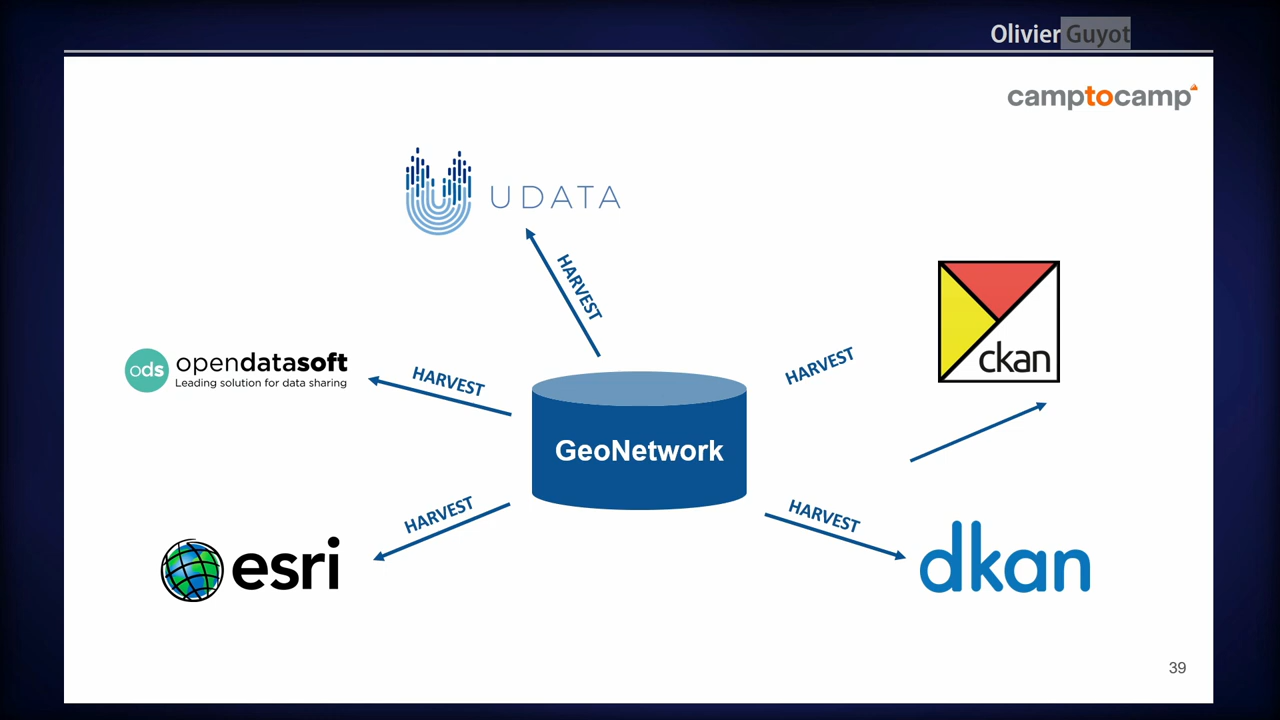 Olivier Guyot
camptocamp
UDATA
HARVEST
ckan
HARVEST
ods opendatasoft
Leading solution for data sharing
HARVEST
GeoNetwork
HARVEST
HARVEST
esri
dkan
39